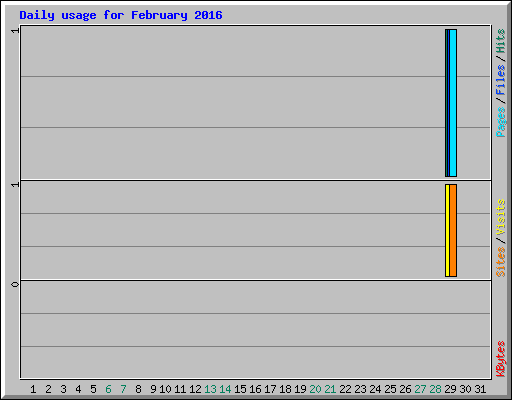 Daily usage for February 2016
1
1
0
Pages / Files / Hits
Sites / Visits
KBytes
1 2 3 4 5 6 7 8 9 10 11 12 13 14 15 16 17 18 19 20 21 22 23 24 25 26 27 28 29 30 31